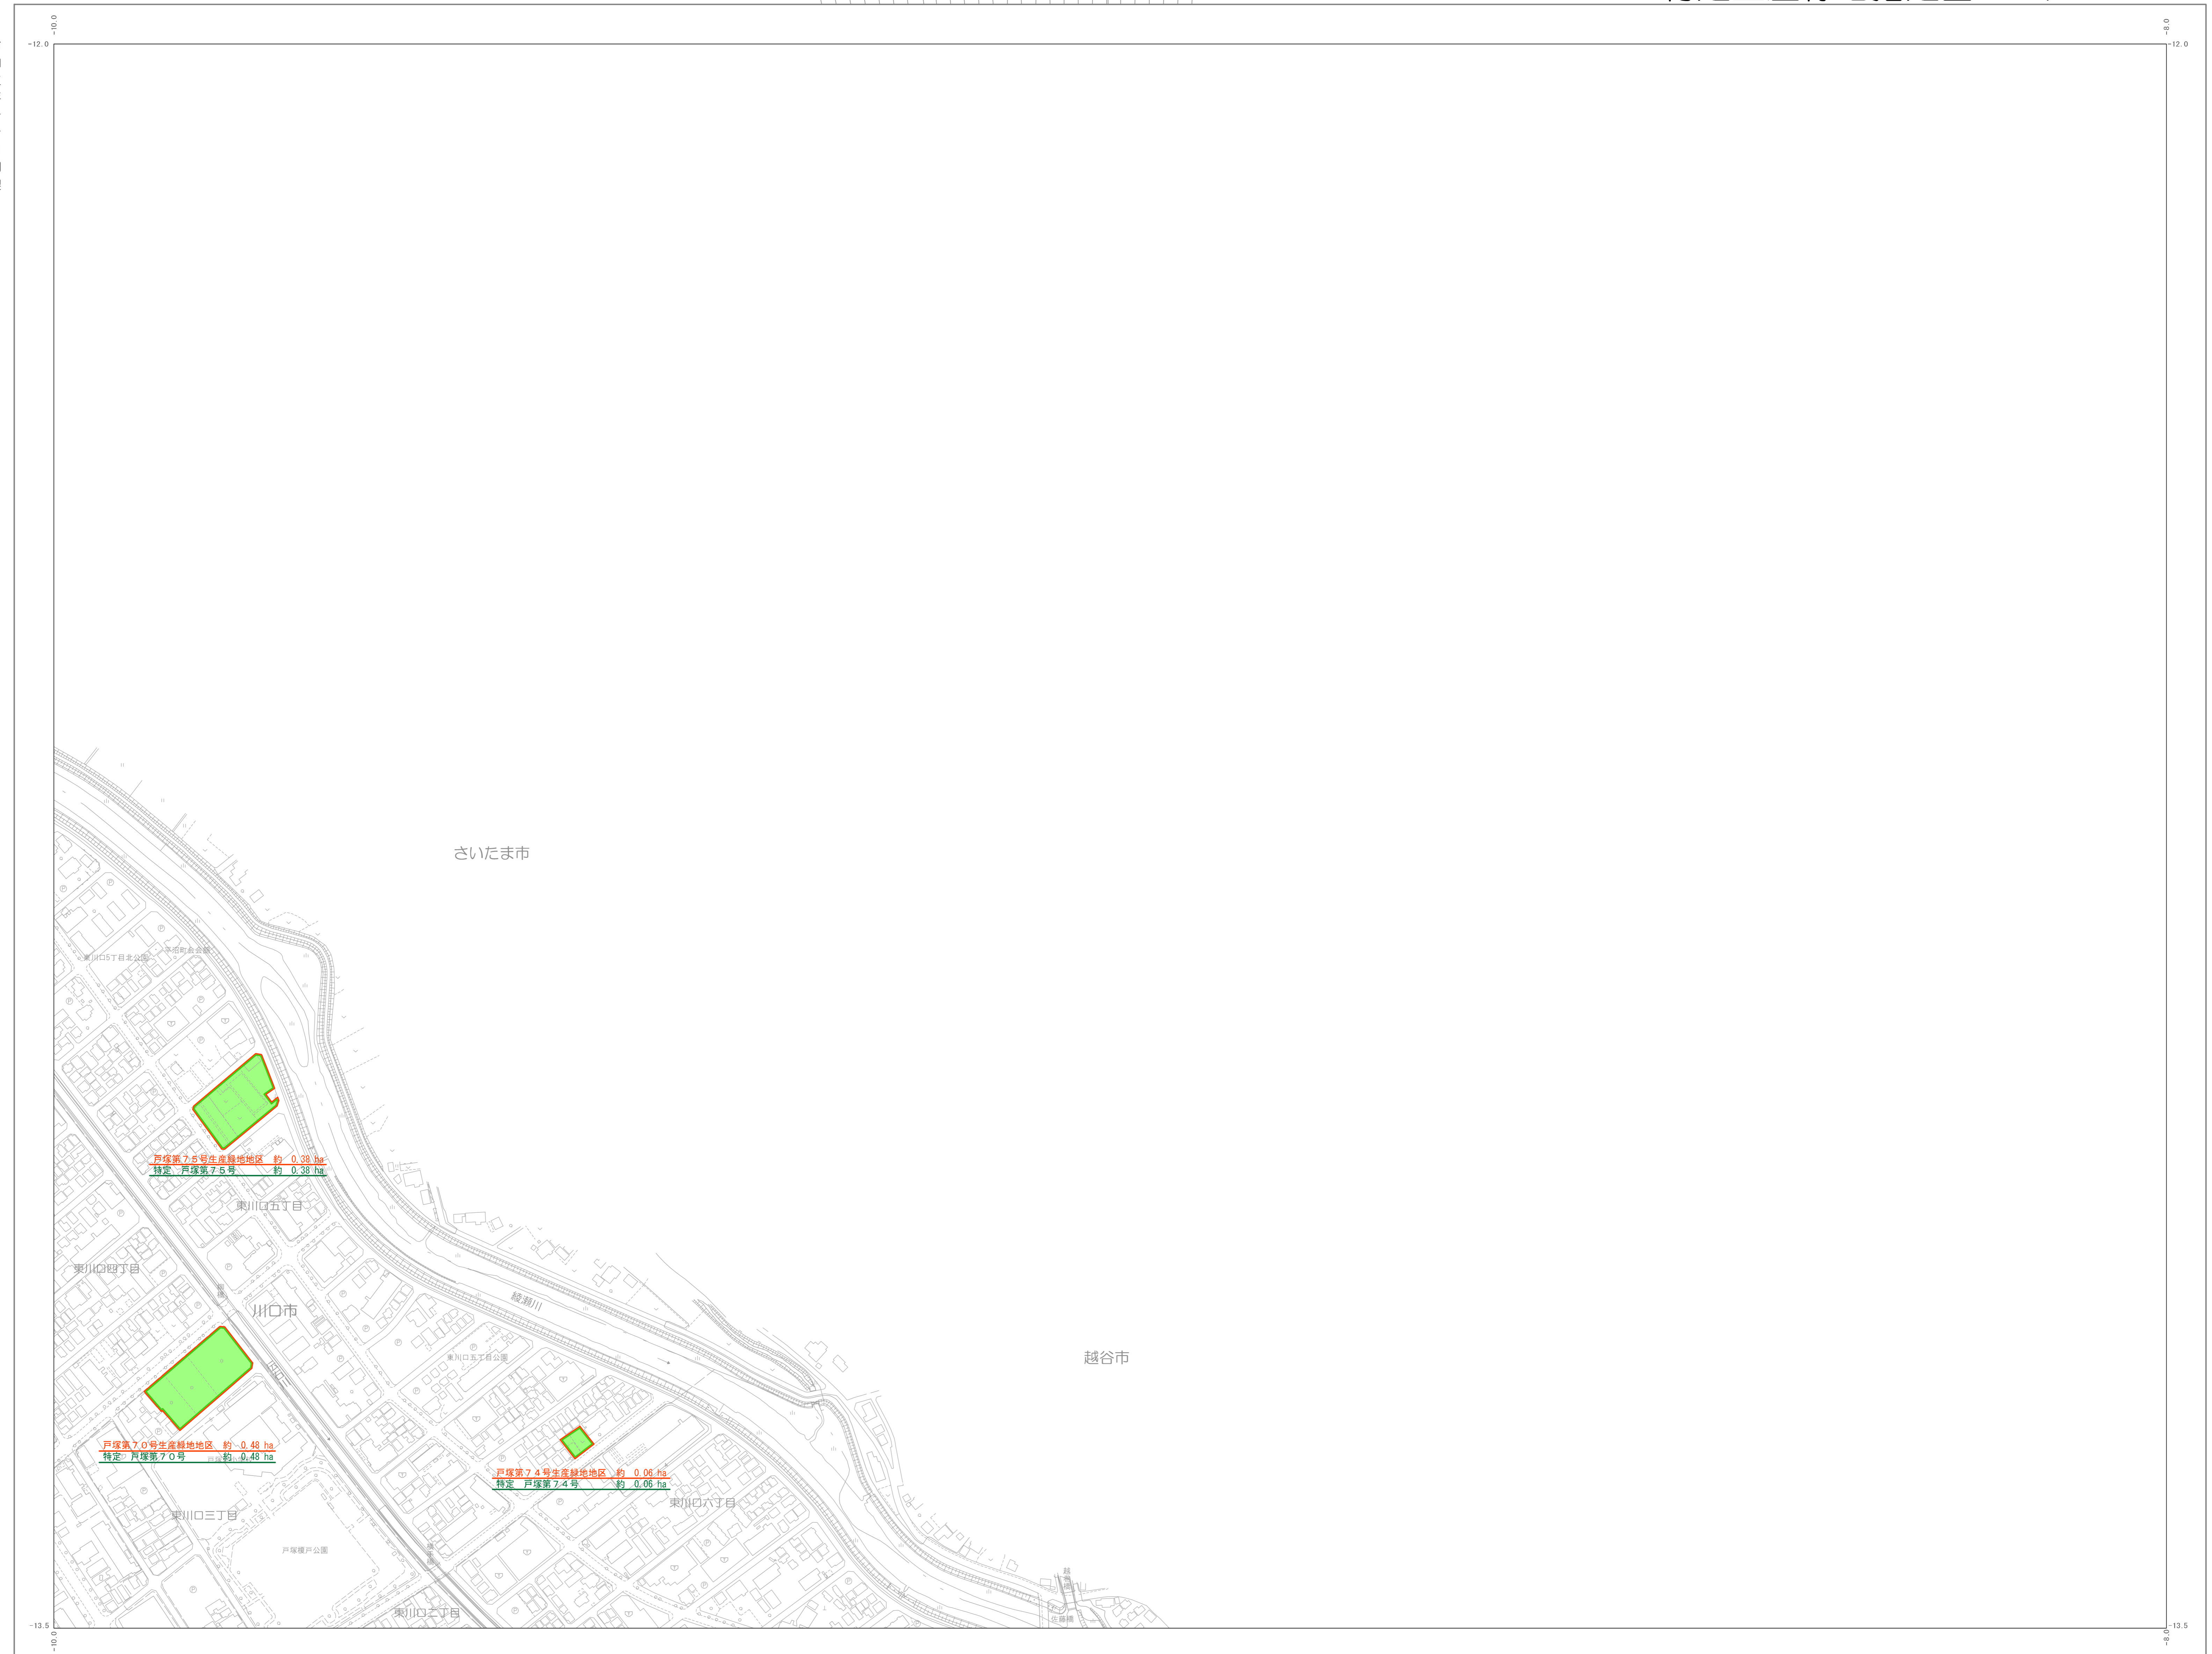 -10.0
-8.0
-12.0
-12.0
さいたま市
東川口5丁目北公園
戸塚第７５号生産緑地地区　約　0.38 ha
特定　戸塚第７５号　約　0.38 ha
東川口五丁目
東川口四丁目
綾瀬川
川口市
東川口五丁目公園
越谷市
戸塚第７０号生産緑地地区　約　0.48 ha
特定　戸塚第７０号　約　0.48 ha
戸塚第７４号生産緑地地区　約　0.06 ha
特定　戸塚第７４号　約　0.06 ha
東川口六丁目
東川口三丁目
戸塚榎戸公園
東川口二丁目
佐藤橋
-13.5
-13.5
-10.0
-8.0